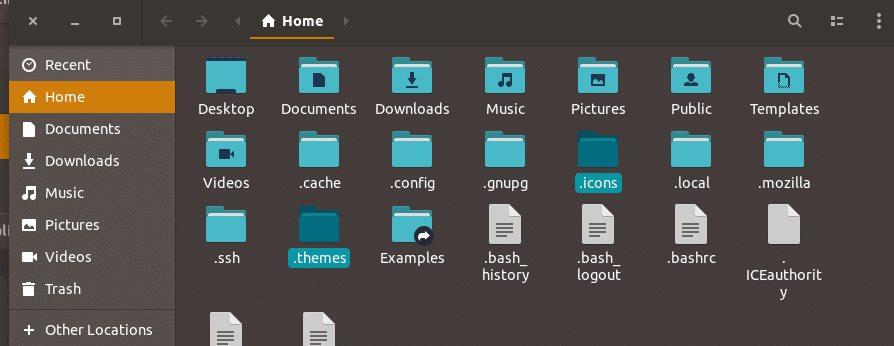 Home
Recent
Home
Documents
Downloads
Music
Pictures
Videos
Trash
Other Locations
Desktop
Documents
Downloads
Music
Pictures
Public
Templates
Videos
.cache
.config
.gnupg
.icons
.local
.mozilla
.ssh
.themes
Examples
.bash_
history
.bash_
logout
.bashrc
.
ICEauthorit
y